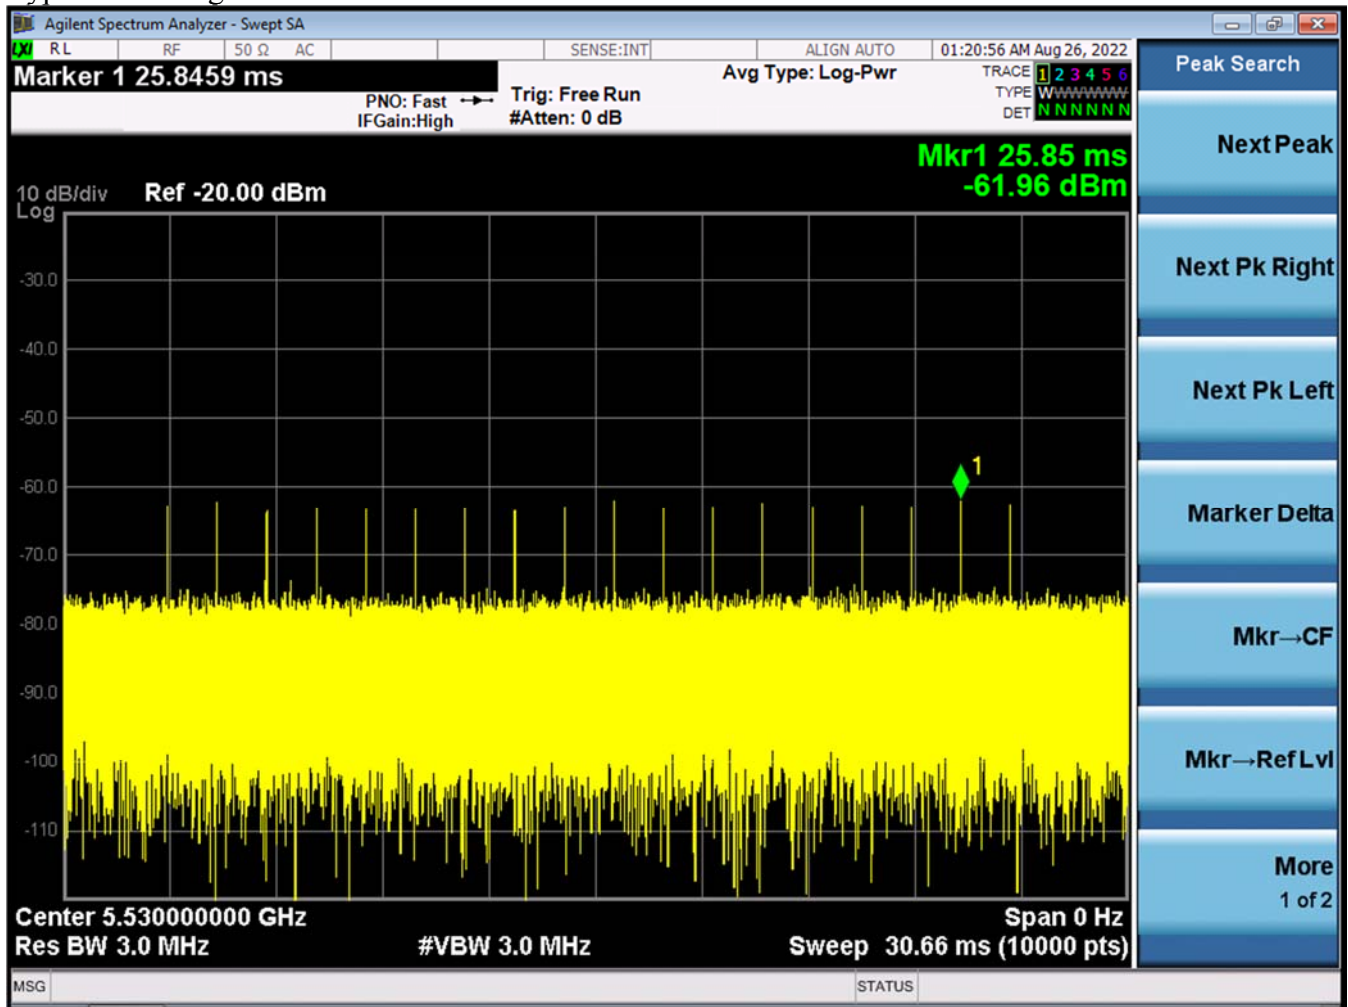 Agilent Spectrum Analyzer - Swept SA
LXI RL RF 50 Ω AC SENSE:INT ALIGN AUTO 01:20:56 AM Aug 26, 2022
Marker 1 25.8459 ms
PNO: Fast
IFGain:High
Trig: Free Run
#Atten: 0 dB
Avg Type: Log-Pwr
TRACE 1 2 3 4 5 6
TYPE WWWWWW
DET N N N N N N
Mkr1 25.85 ms
-61.96 dBm
10 dB/div Ref -20.00 dBm
Log
-30.0
-40.0
-50.0
-60.0
-70.0
-80.0
-90.0
-100
-110
1
Center 5.530000000 GHz Span 0 Hz
Res BW 3.0 MHz #VBW 3.0 MHz Sweep 30.66 ms (10000 pts)
MSG STATUS
Peak Search
Next Peak
Next Pk Right
Next Pk Left
Marker Delta
Mkr→CF
Mkr→Ref Lvl
More
1 of 2